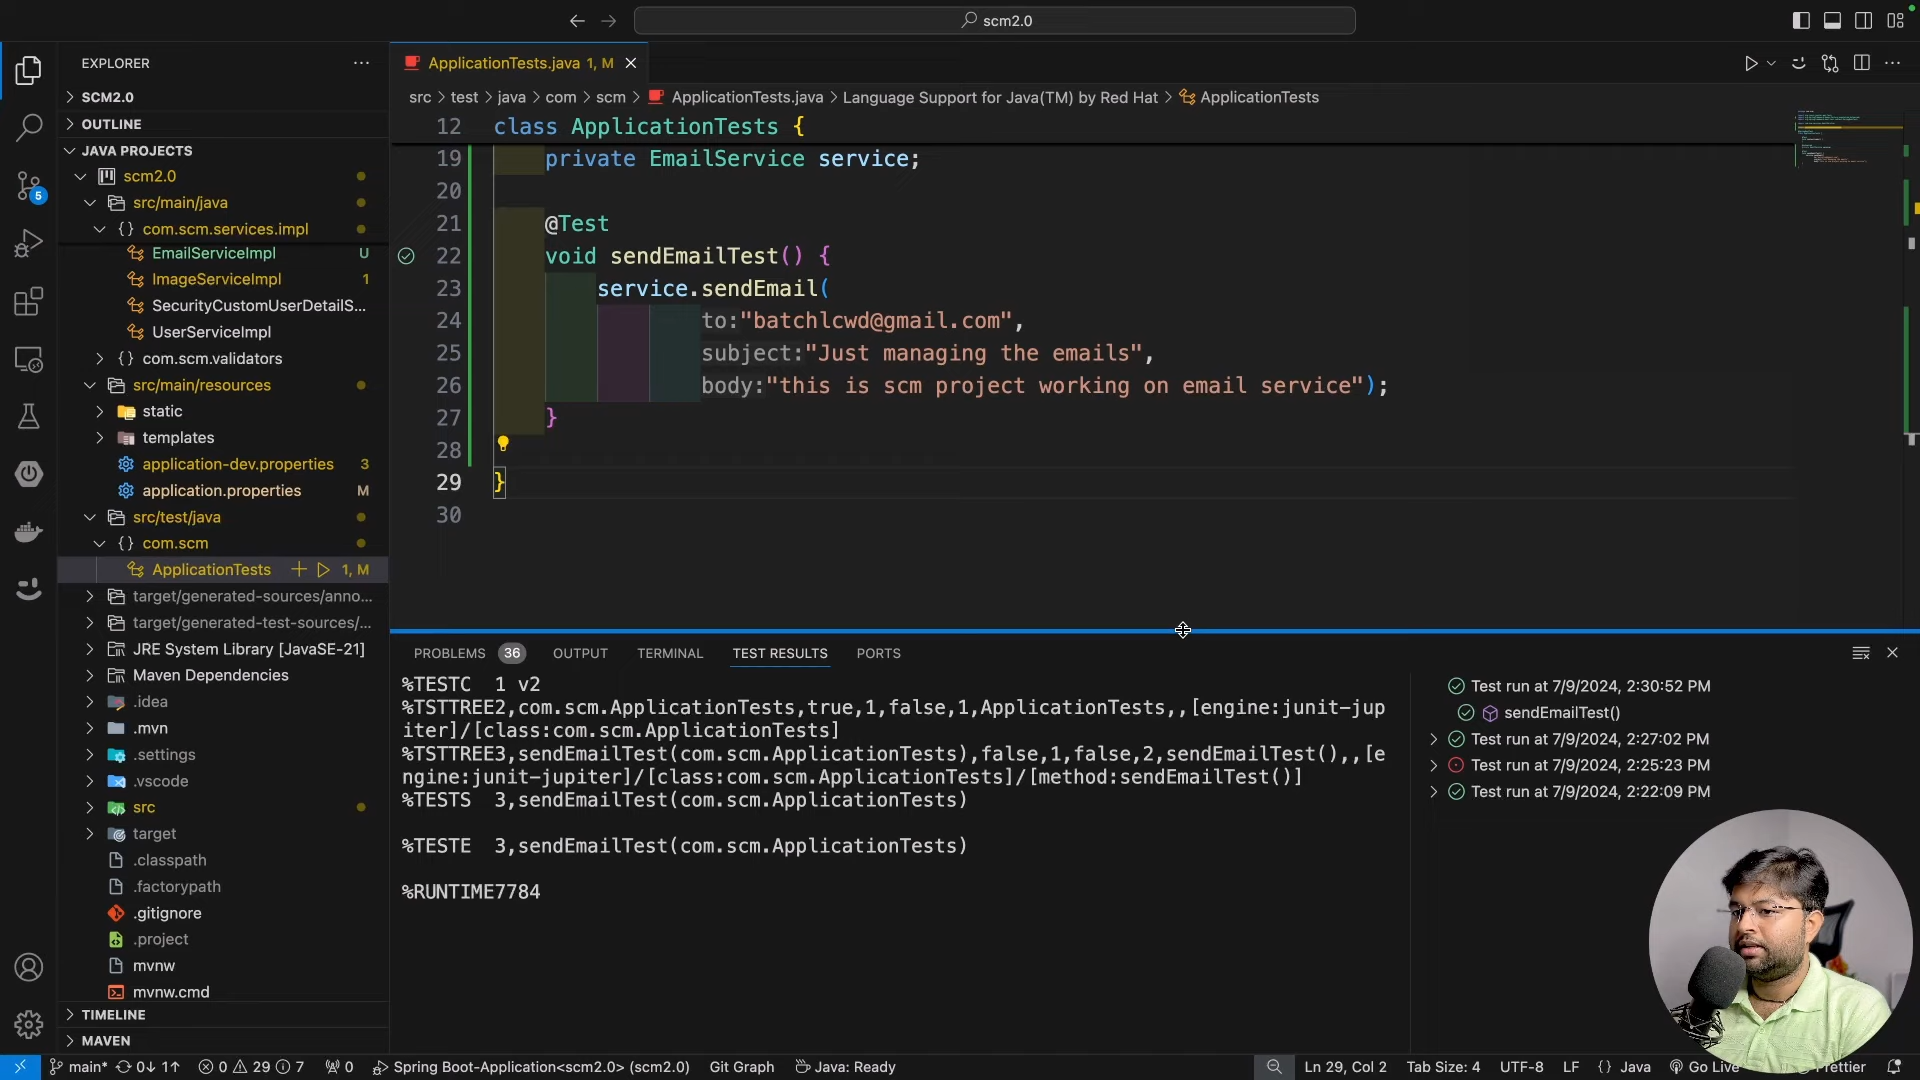 scm2.0
EXPLORER
SCM2.0
OUTLINE
JAVA PROJECTS
scm2.0
src/main/java
com.scm.services.impl
EmailServiceImpl U
ImageServiceImpl 1
SecurityCustomUserDetailS...
UserServiceImpl
com.scm.validators
src/main/resources
static
templates
application-dev.properties 3
application.properties M
src/test/java
com.scm
ApplicationTests 1, M
target/generated-sources/anno...
target/generated-test-sources/...
JRE System Library [JavaSE-21]
Maven Dependencies
.idea
.mvn
.settings
.vscode
src
target
.classpath
.factorypath
.gitignore
.project
mvnw
mvnw.cmd
TIMELINE
MAVEN
5
ApplicationTests.java 1, M
src > test > java > com > scm > ApplicationTests.java > Language Support for Java(TM) by Red Hat > ApplicationTests
12 class ApplicationTests {
19 private EmailService service;
20
21 @Test
22 void sendEmailTest() {
23 service.sendEmail(
24 to:"batchlcwd@gmail.com",
25 subject:"Just managing the emails",
26 body:"this is scm project working on email service");
27 }
28
29 }
30
PROBLEMS 36 OUTPUT TERMINAL TEST RESULTS PORTS
%TESTC 1 v2
%TSTTREE2,com.scm.ApplicationTests,true,1,false,1,ApplicationTests,,[engine:junit-jup
iter]/[class:com.scm.ApplicationTests]
%TSTTREE3,sendEmailTest(com.scm.ApplicationTests),false,1,false,2,sendEmailTest(),,[e
ngine:junit-jupiter]/[class:com.scm.ApplicationTests]/[method:sendEmailTest()]
%TESTS 3,sendEmailTest(com.scm.ApplicationTests)
%TESTE 3,sendEmailTest(com.scm.ApplicationTests)
%RUNTIME7784
Test run at 7/9/2024, 2:30:52 PM
sendEmailTest()
Test run at 7/9/2024, 2:27:02 PM
Test run at 7/9/2024, 2:25:23 PM
Test run at 7/9/2024, 2:22:09 PM
main* 0↓ 1↑ 0 29 7 0 Spring Boot-Application<scm2.0> (scm2.0) Git Graph Java: Ready Ln 29, Col 2 Tab Size: 4 UTF-8 LF {} Java Go Live